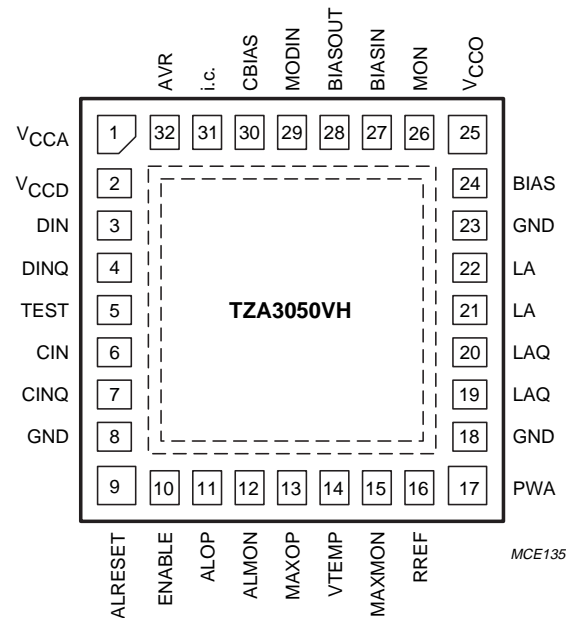 AVR
i.c.
CBIAS
MODIN
BIASOUT
BIASIN
MON
VCCO
VCCA 1 32 31 30 29 28 27 26 25
VCCD 2 24 BIAS
DIN 3 23 GND
DINQ 4 22 LA
TEST 5 TZA3050VH 21 LA
CIN 6 20 LAQ
CINQ 7 19 LAQ
GND 8 18 GND
9 10 11 12 13 14 15 16 17 PWA
ALRESET
ENABLE
ALOP
ALMON
MAXOP
VTEMP
MAXMON
RREF
MCE135